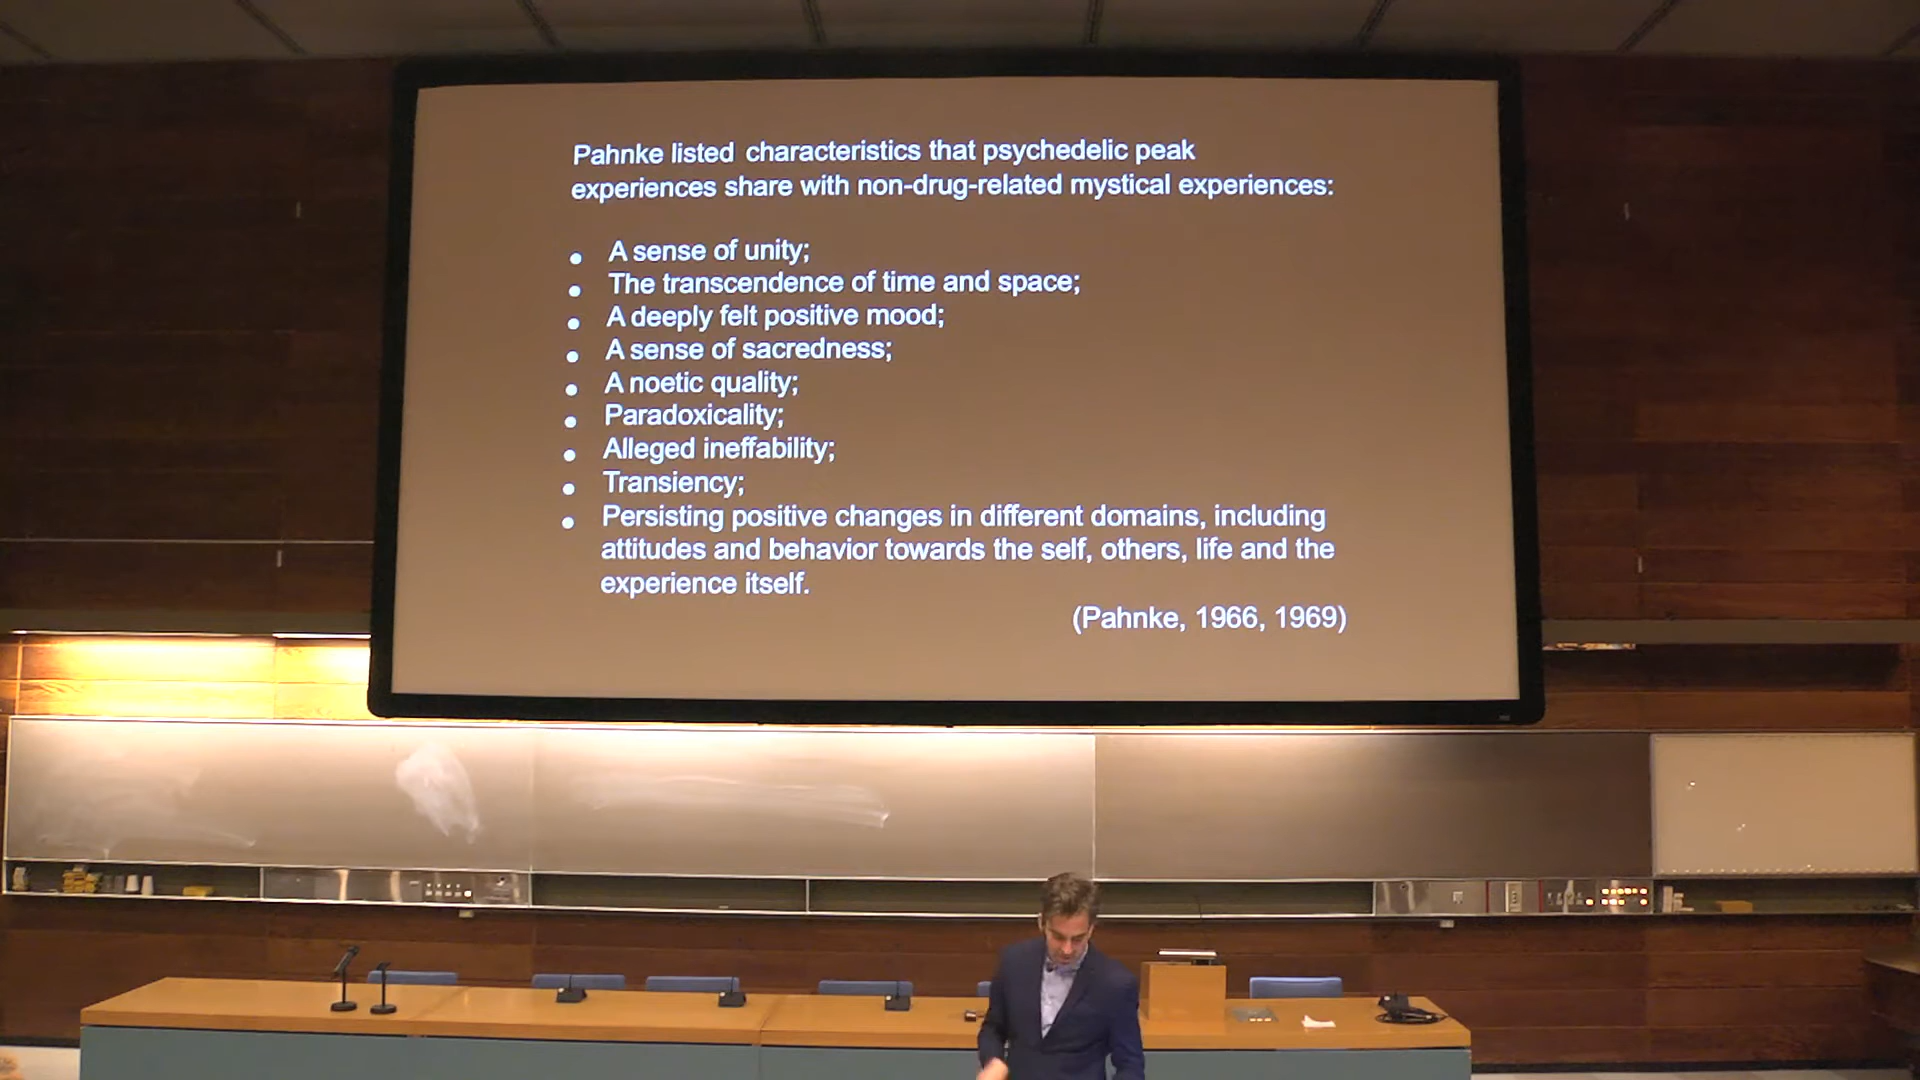 Pahnke listed characteristics that psychedelic peak
experiences share with non-drug-related mystical experiences:
• A sense of unity;
• The transcendence of time and space;
• A deeply felt positive mood;
• A sense of sacredness;
• A noetic quality;
• Paradoxicality;
• Alleged ineffability;
• Transiency;
• Persisting positive changes in different domains, including
attitudes and behavior towards the self, others, life and the
experience itself.
(Pahnke, 1966, 1969)